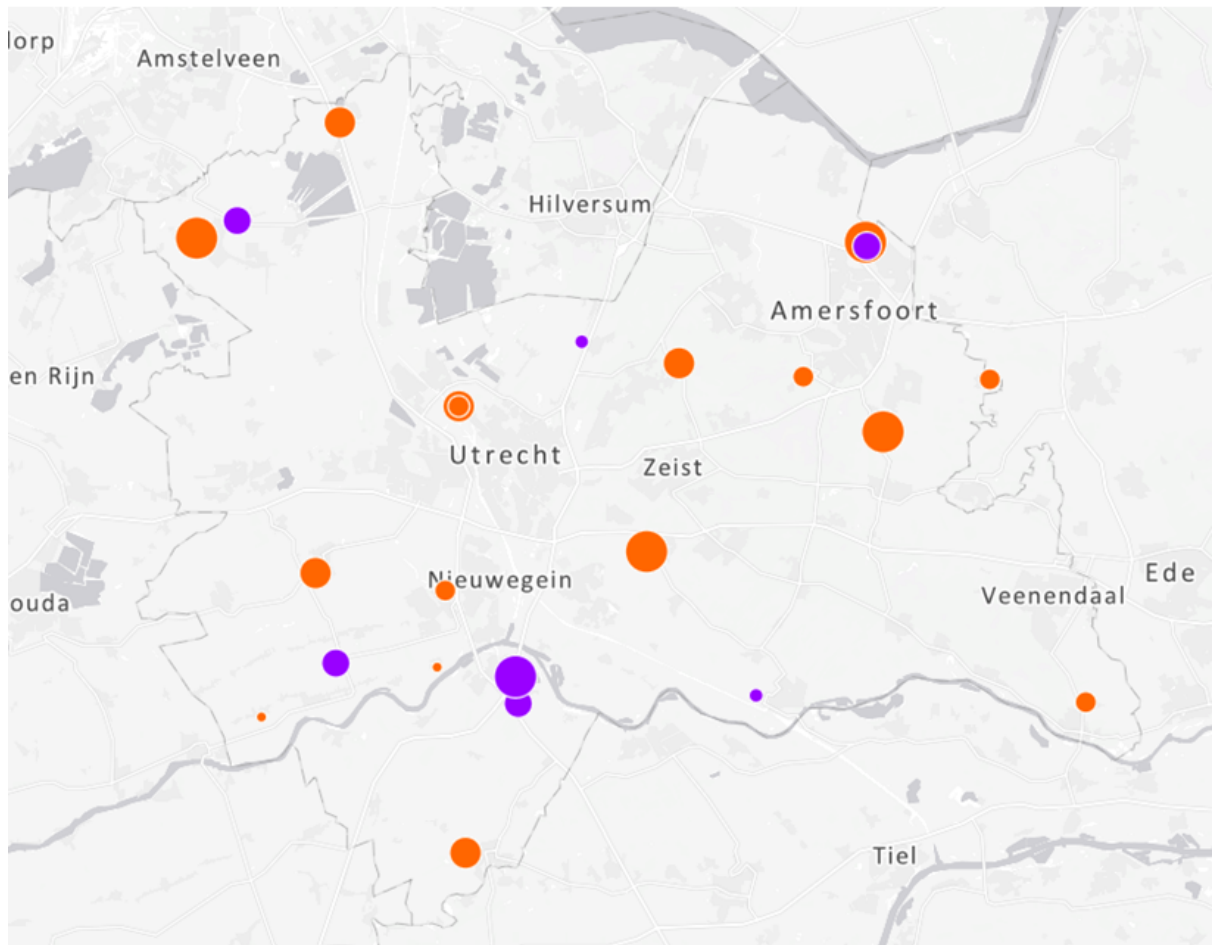 lorp
Amstelveen
Hilversum
Amersfoort
en Rijn
Utrecht
Zeist
Nieuwegein
Ede
Veenendaal
ouda
Tiel